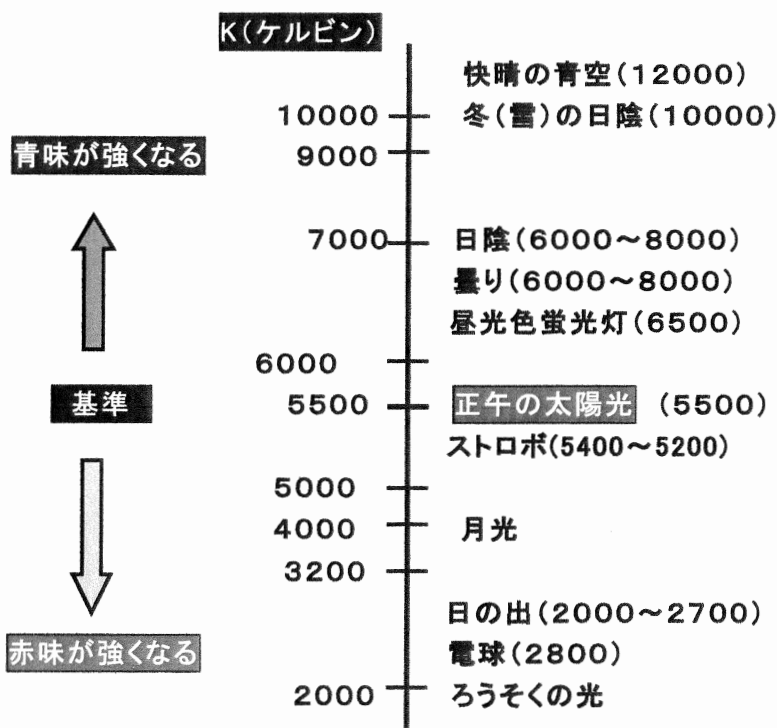 K(ケルビン)
快晴の青空(12000)
10000 冬(雪)の日陰(10000)
青味が強くなる 9000
7000 日陰(6000～8000)
曇り(6000～8000)
昼光色蛍光灯(6500)
6000
基準 5500 正午の太陽光 (5500)
ストロボ(5400～5200)
5000
4000 月光
3200
日の出(2000～2700)
赤味が強くなる 電球(2800)
2000 ろうそくの光